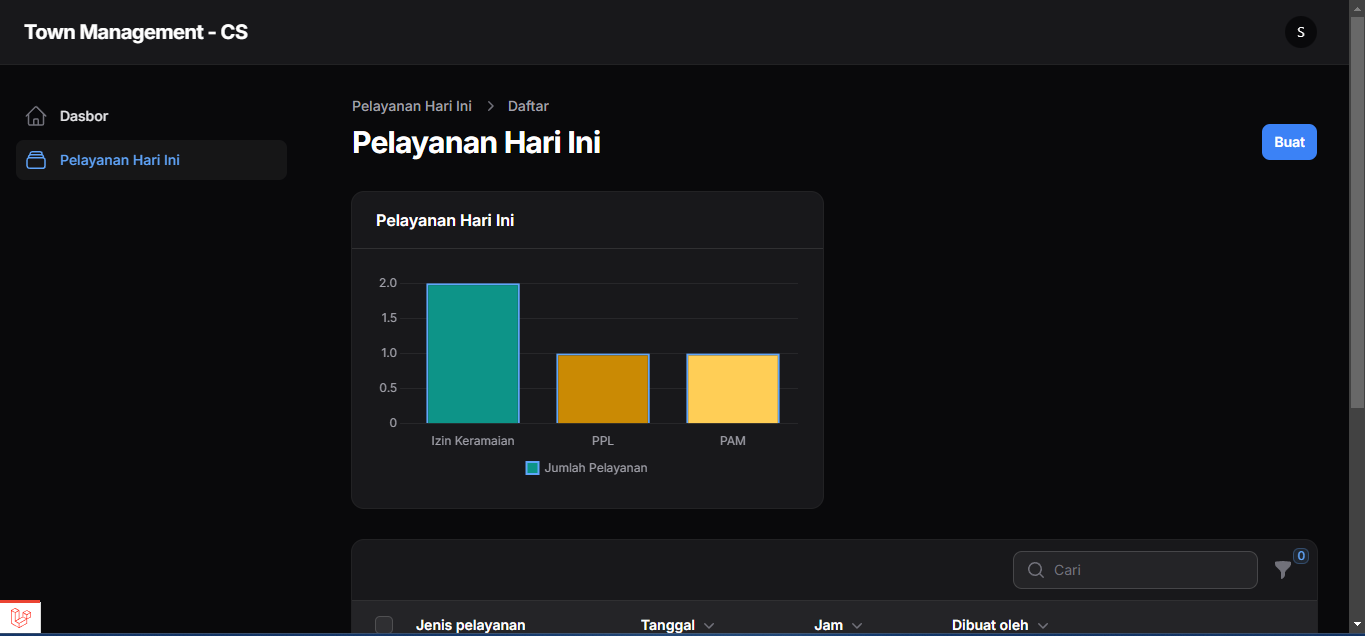 Town Management - CS
S
Dasbor
Pelayanan Hari Ini
Pelayanan Hari Ini > Daftar
Pelayanan Hari Ini
Buat
Pelayanan Hari Ini
2.0
1.5
1.0
0.5
0
Izin Keramaian PPL PAM
Jumlah Pelayanan
Cari
0
Jenis pelayanan Tanggal Jam Dibuat oleh